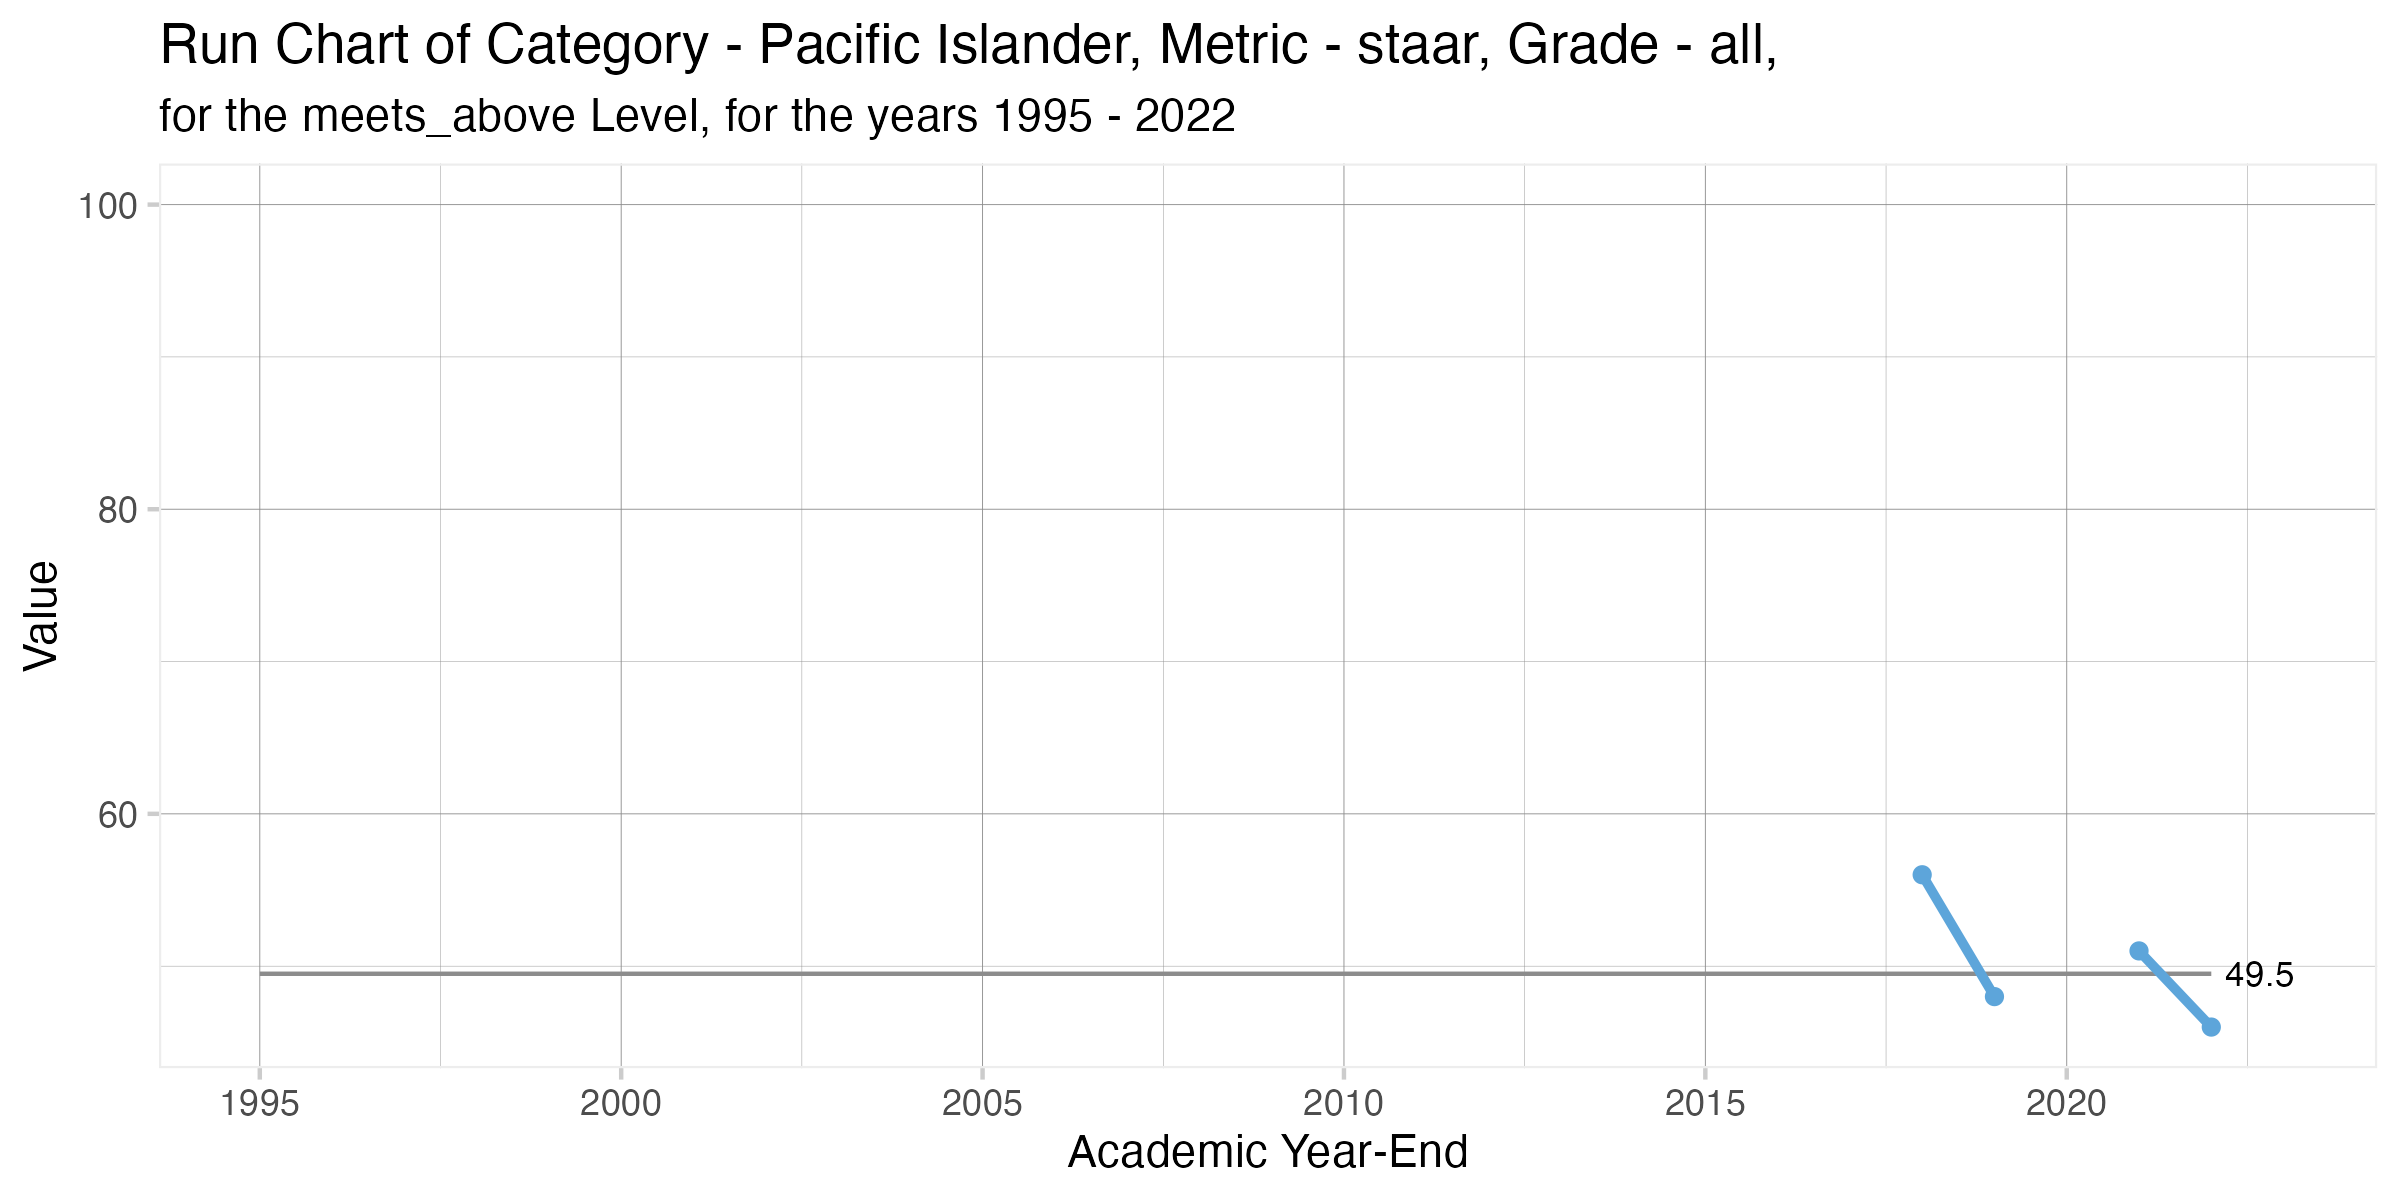 Run Chart of Category - Pacific Islander, Metric - staar, Grade - all,
for the meets_above Level, for the years 1995 - 2022
100
80
60
Value
49.5
1995 2000 2005 2010 2015 2020
Academic Year-End